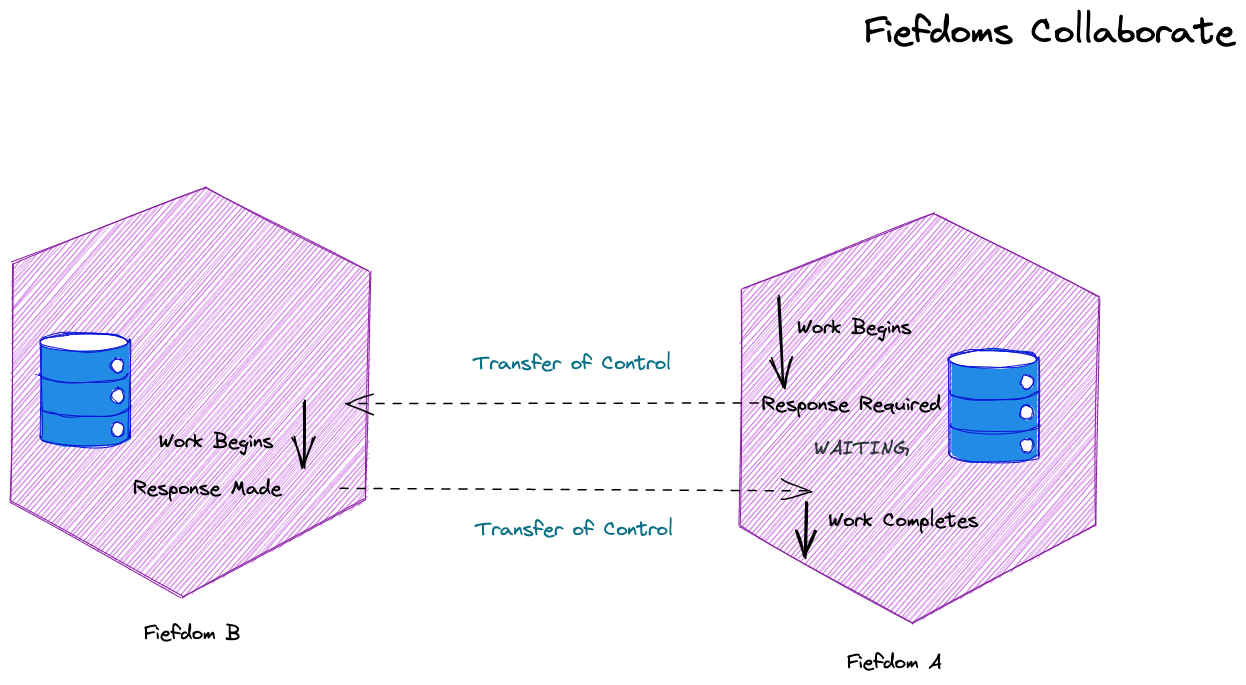 Fiefdoms Collaborate
Work Begins
Transfer of Control
Response Required
Work Begins
WAITING
Response Made
Transfer of Control
Work Completes
Fiefdom B
Fiefdom A